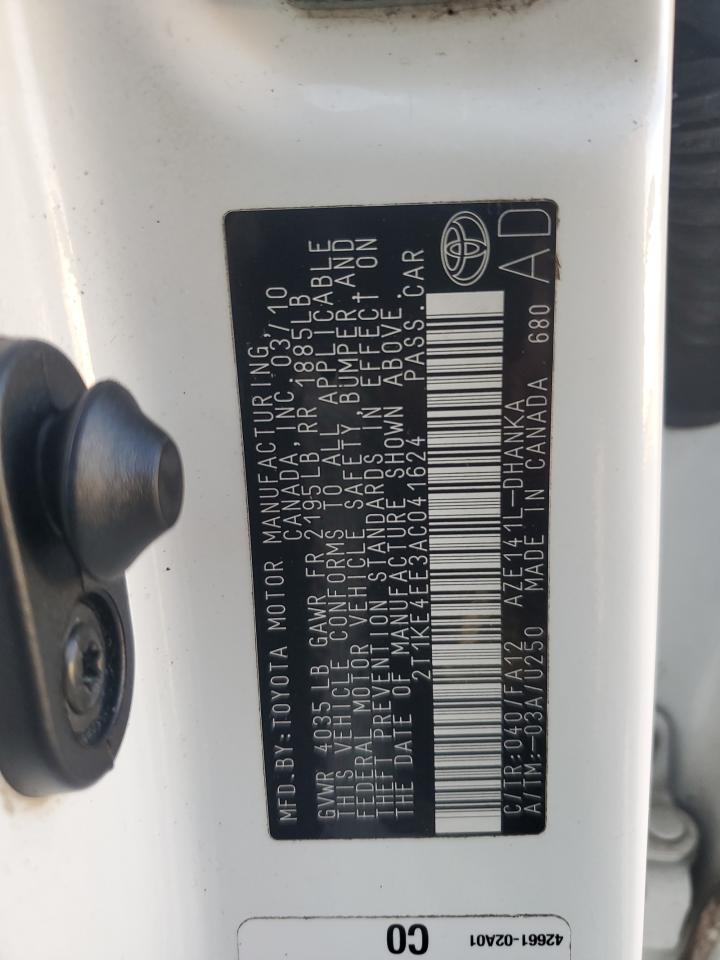 MFD.BY:TOYOTA MOTOR MANUFACTURING
CANADA, INC. 03/10
GVWR 4035LB GAWR FR 2195LB RR 1885LB
THIS VEHICLE CONFORMS TO ALL APPLICABLE
FEDERAL MOTOR VEHICLE SAFETY, BUMPER, AND
THEFT PREVENTION STANDARDS IN EFFECT ON
THE DATE OF MANUFACTURE SHOWN ABOVE.
2T1KE4EE3AC041624 PASS.CAR
C/TR:040/FA12 AZE141L-DHANKA
A/TM:-03A/U250 MADE IN CANADA 680
AD
42661-02A01
CO